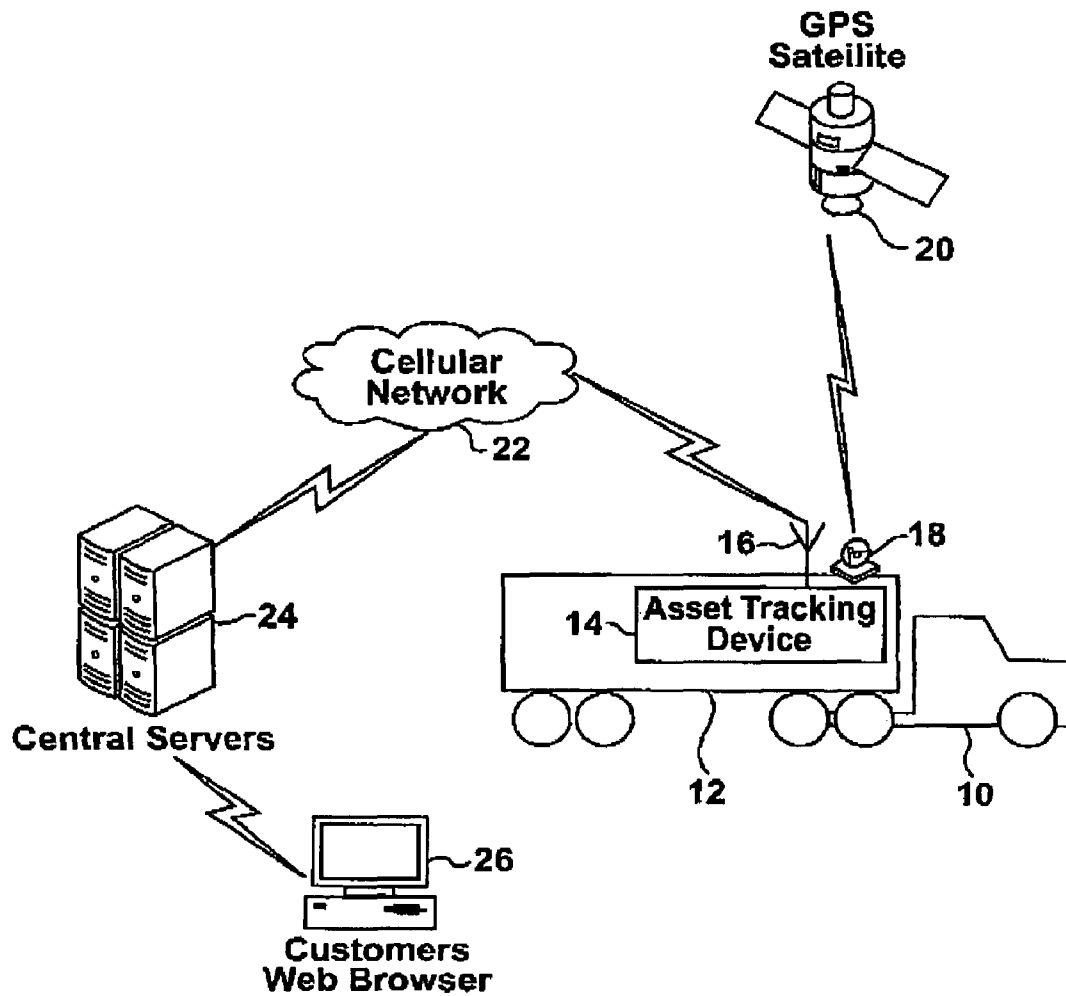 GPS
Sateilite
20
Cellular
Network
22
16
18
24
14
Asset Tracking
Device
Central Servers
12
10
26
Customers
Web Browser